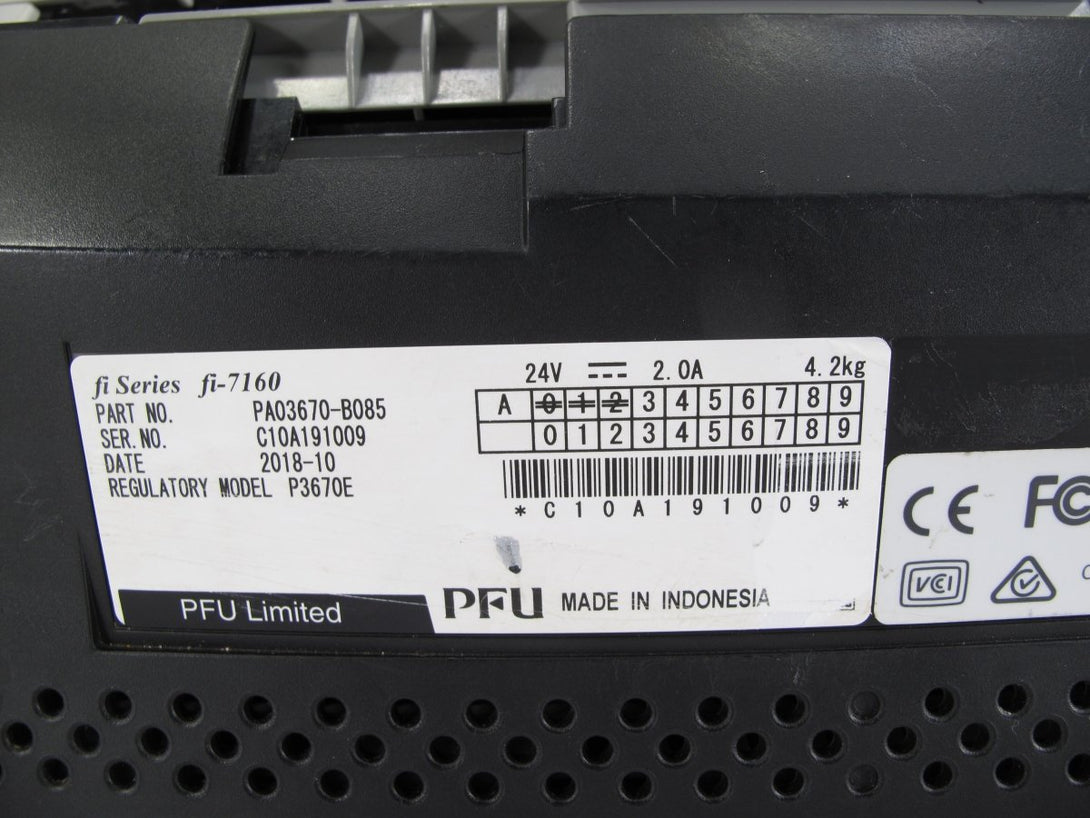 fi Series fi-7160
PART NO. PA03670-B085
SER. NO. C10A191009
DATE 2018-10
REGULATORY MODEL P3670E
24V ⎓ 2.0A 4.2kg
A 0 1 2 3 4 5 6 7 8 9
0 1 2 3 4 5 6 7 8 9
*C10A191009*
PFU Limited
PFU MADE IN INDONESIA
CE FC
VCI